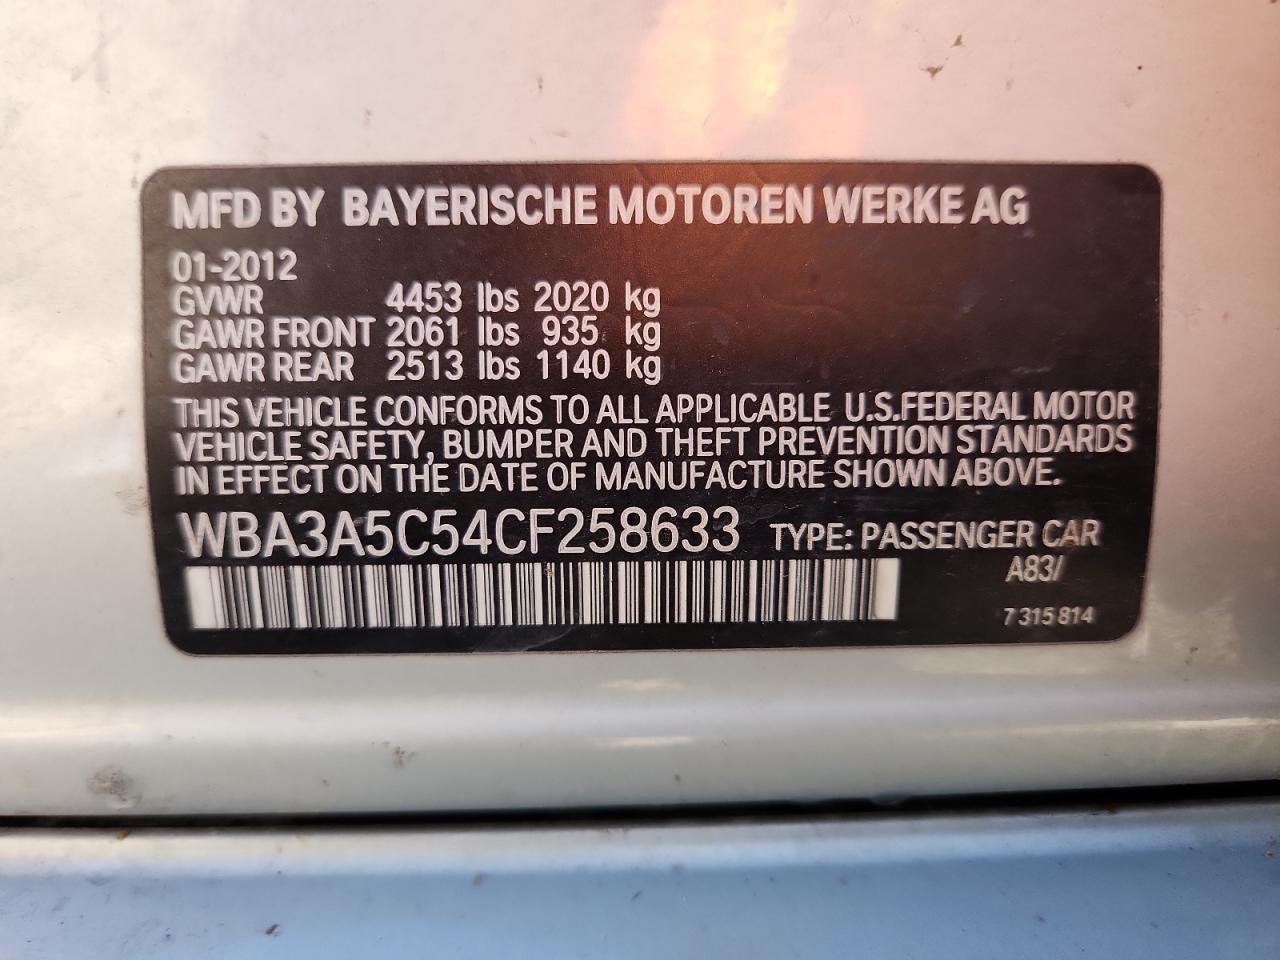 MFD BY BAYERISCHE MOTOREN WERKE AG
01-2012
GVWR 4453 lbs 2020 kg
GAWR FRONT 2061 lbs 935 kg
GAWR REAR 2513 lbs 1140 kg
THIS VEHICLE CONFORMS TO ALL APPLICABLE U.S.FEDERAL MOTOR
VEHICLE SAFETY, BUMPER AND THEFT PREVENTION STANDARDS
IN EFFECT ON THE DATE OF MANUFACTURE SHOWN ABOVE.
WBA3A5C54CF258633 TYPE: PASSENGER CAR
A83/
7 315 814